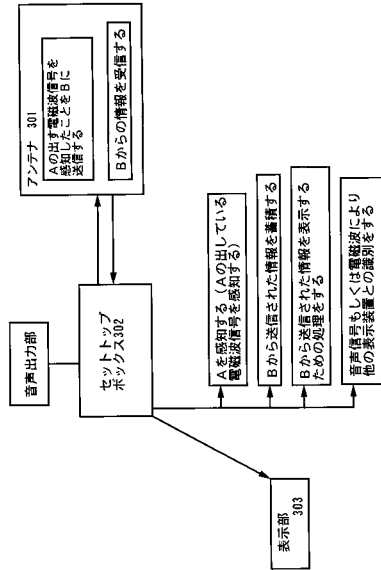 アンテナ 301
Aの出す電磁波信号を
感知したことをBに
送信する
Bからの情報を受信する
音声出力部
セットトップ
ボックス302
Aを感知する（Aの出している
電磁波信号を感知する）
Bから送信された情報を蓄積する
Bから送信された情報を表示する
ための処理をする
音声信号もしくは電磁波により
他の表示装置との識別をする
表示部
303